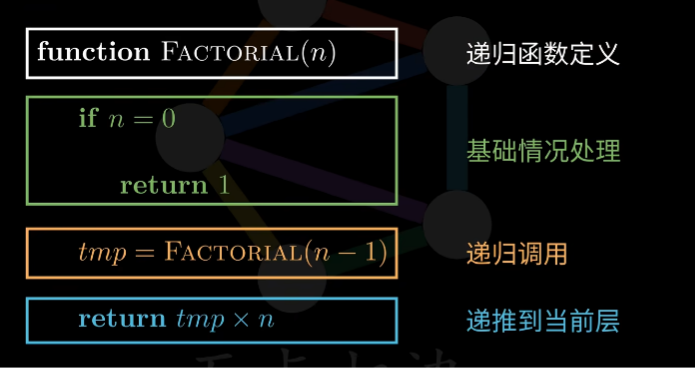 function FACTORIAL(n) 递归函数定义
if n = 0
基础情况处理
return 1
tmp = FACTORIAL(n − 1) 递归调用
return tmp × n 递推到当前层